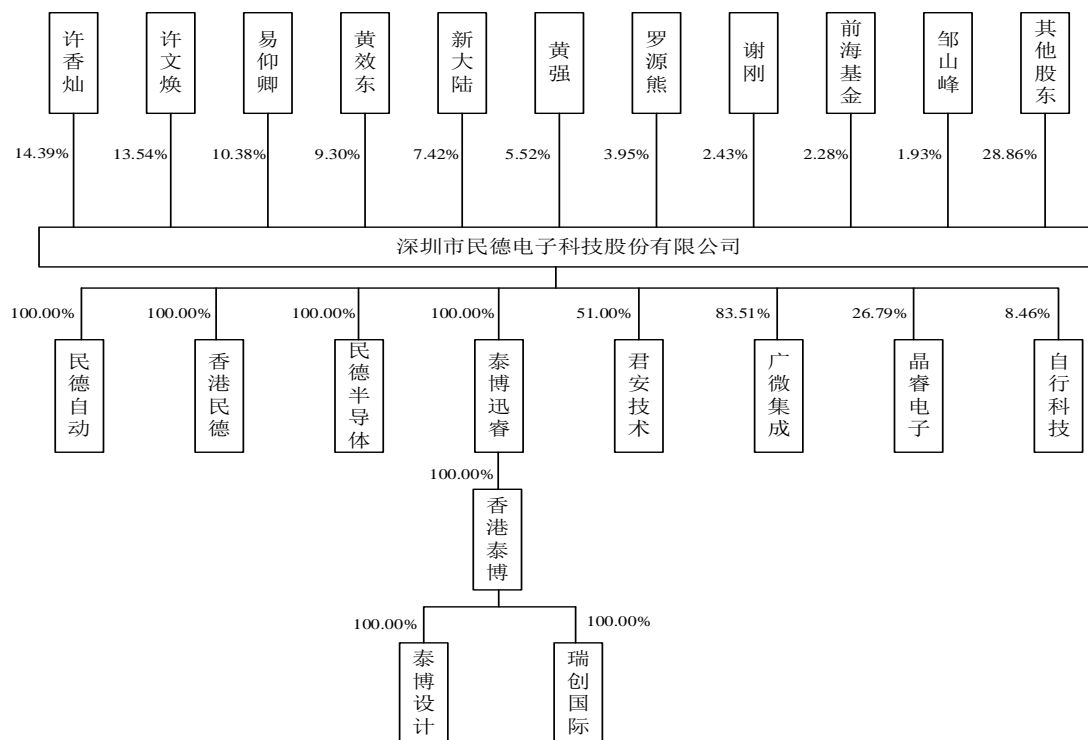 许香灿
许文焕
易仰卿
黄效东
新大陆
黄强
罗源熊
谢刚
前海基金
邹山峰
其他股东
14.39%
13.54%
10.38%
9.30%
7.42%
5.52%
3.95%
2.43%
2.28%
1.93%
28.86%
深圳市民德电子科技股份有限公司
100.00%
100.00%
100.00%
100.00%
51.00%
83.51%
26.79%
8.46%
民德自动
香港民德
民德半导体
泰博迅睿
君安技术
广微集成
晶睿电子
自行科技
100.00%
香港泰博
100.00%
100.00%
泰博设计
瑞创国际